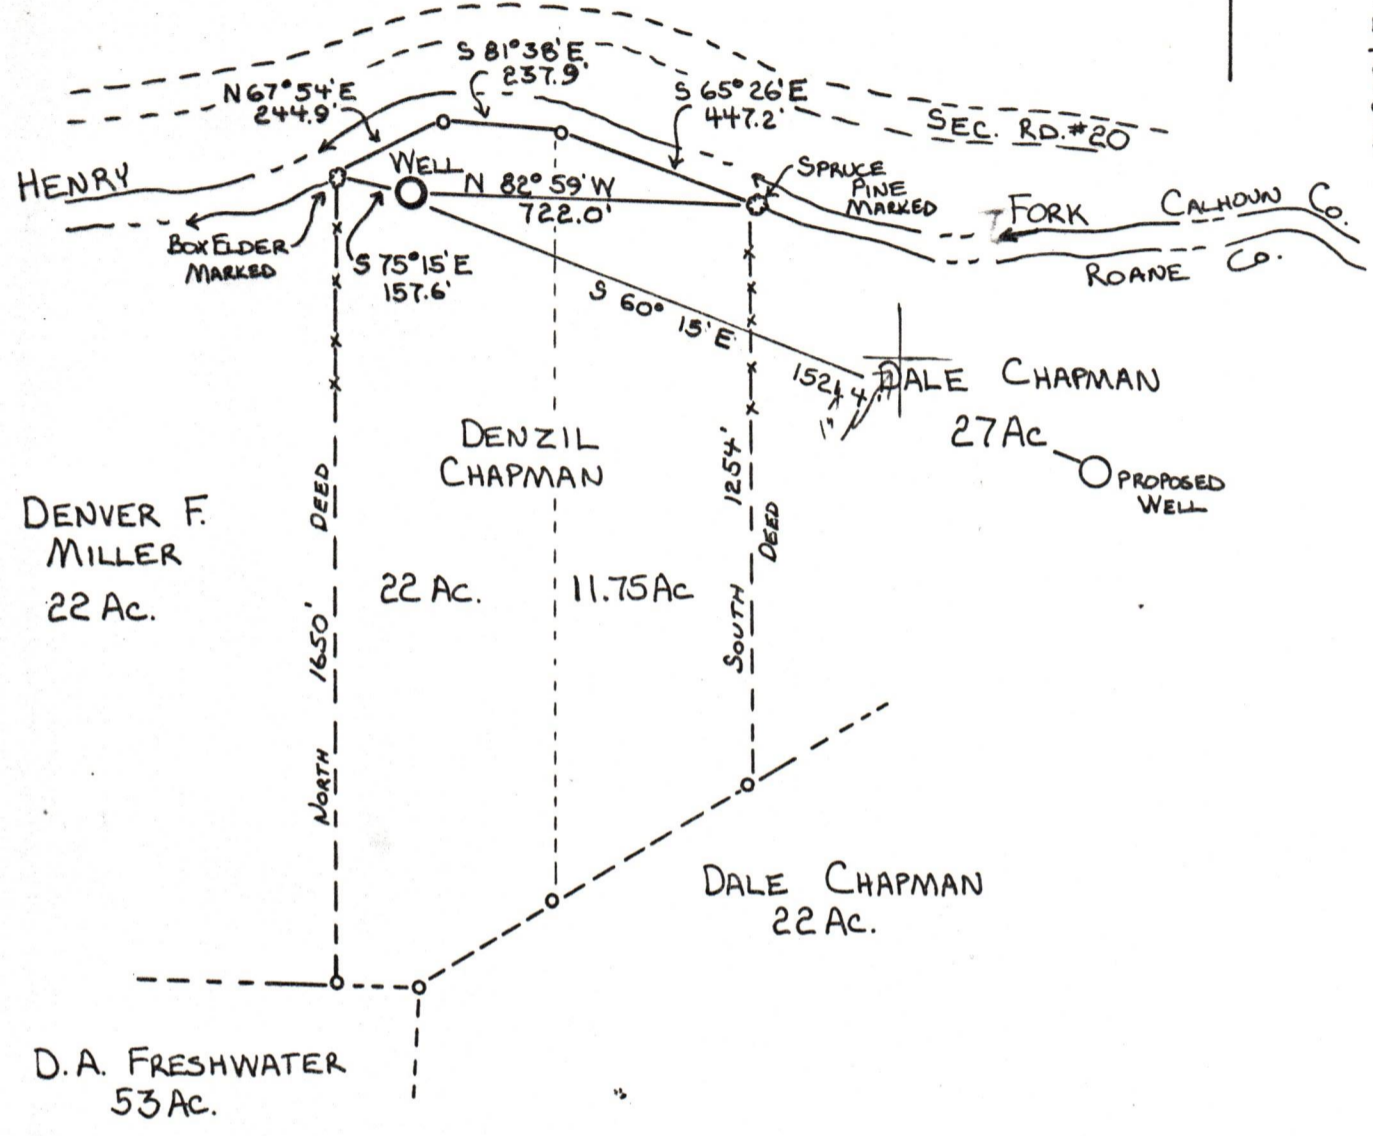 S 81°38'E
237.9'
N 67°54'E
244.9'
S 65°26'E
447.2'
SEC. RD. #20
HENRY
WELL
N 82°59'W
722.0'
SPRUCE
PINE
MARKED
FORK
CALHOUN CO.
ROANE CO.
BOX ELDER
MARKED
S 75°15'E
157.6'
S 60° 15'E
DALE CHAPMAN
27 AC
PROPOSED
WELL
DENZIL
CHAPMAN
22 AC.
11.75 AC
NORTH 1650' DEED
SOUTH 1254'
DEED
DENVER F.
MILLER
22 AC.
DALE CHAPMAN
22 AC.
D.A. FRESHWATER
53 AC.